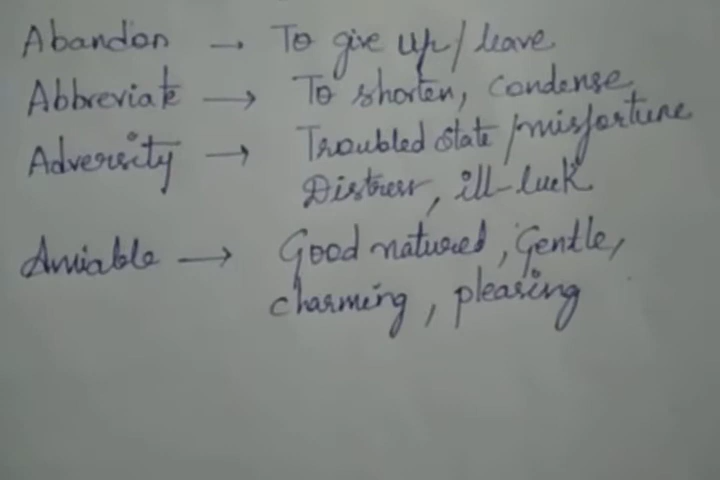 Abandon → To give up/leave
Abbreviate → To shorten, condense
Adversity → Troubled state/misfortune
Distress, ill-luck
Amiable → Good natured, Gentle,
charming, pleasing